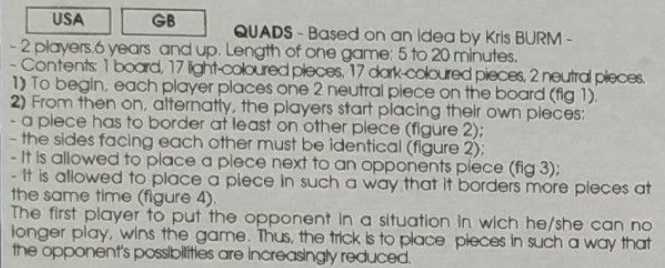 USA GB
QUADS - Based on an idea by Kris BURM -
- 2 players.6 years and up. Length of one game: 5 to 20 minutes.
- Contents: 1 board, 17 light-coloured pieces, 17 dark-coloured pieces, 2 neutral pieces.
1) To begin, each player places one 2 neutral piece on the board (fig 1).
2) From then on, alternatly, the players start placing their own pieces:
- a piece has to border at least on other piece (figure 2);
- the sides facing each other must be identical (figure 2);
- It is allowed to place a piece next to an opponents piece (fig 3);
- It is allowed to place a piece in such a way that it borders more pieces at
the same time (figure 4).
The first player to put the opponent in a situation in wich he/she can no
longer play, wins the game. Thus, the trick is to place pieces in such a way that
the opponent's possibilities are increasingly reduced.